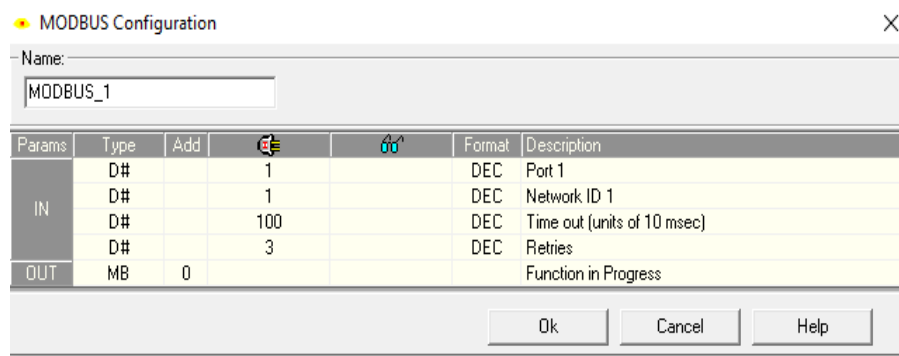 MODBUS Configuration
Name:
MODBUS_1
Params Type Add Format Description
IN
D# 1 DEC Port 1
D# 1 DEC Network ID 1
D# 100 DEC Time out (units of 10 msec)
D# 3 DEC Retries
OUT MB 0 Function in Progress
Ok Cancel Help